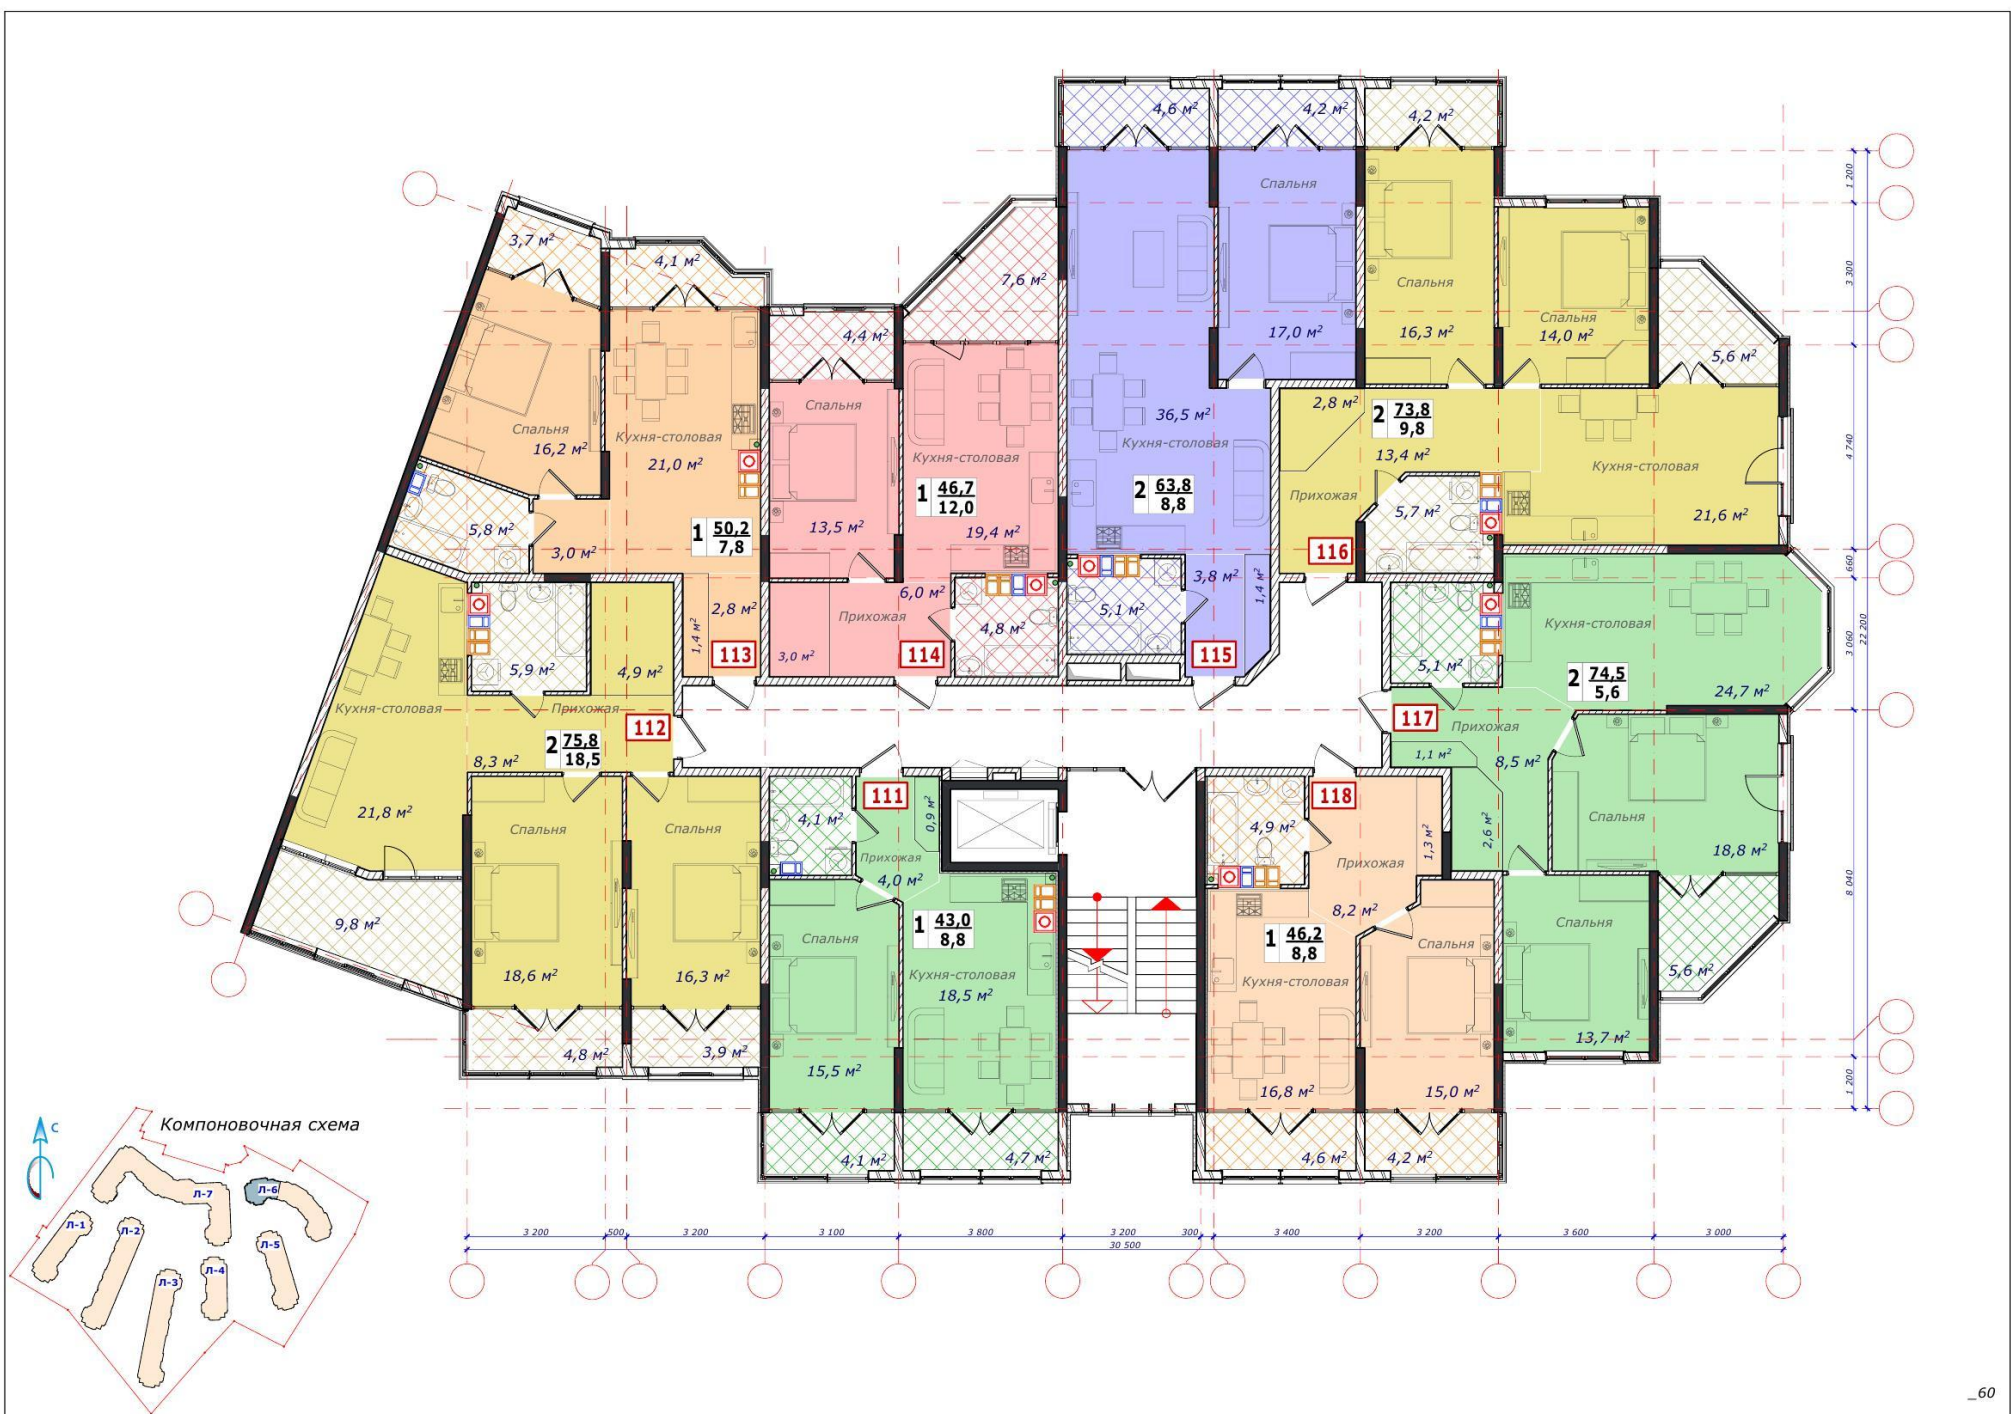 4,6 м²
4,2 м²
4,2 м²
Спальня
17,0 м²
36,5 м²
Кухня-столовая
2 63,8
8,8
3,8 м²
1,4 м²
5,1 м²
115
Спальня
16,3 м²
Спальня
14,0 м²
5,6 м²
2,8 м²
2 73,8
9,8
13,4 м²
Прихожая
5,7 м²
116
Кухня-столовая
21,6 м²
3,7 м²
4,1 м²
Спальня
16,2 м²
Кухня-столовая
21,0 м²
5,8 м²
3,0 м²
1 50,2
7,8
2,8 м²
1,4 м²
113
4,4 м²
7,6 м²
Спальня
13,5 м²
Кухня-столовая
1 46,7
12,0
19,4 м²
6,0 м²
Прихожая
3,0 м²
4,8 м²
114
5,9 м²
4,9 м²
Кухня-столовая
Прихожая
112
2 75,8
18,5
8,3 м²
21,8 м²
9,8 м²
Спальня
18,6 м²
Спальня
16,3 м²
4,8 м²
3,9 м²
111
4,1 м²
0,9 м²
Прихожая
4,0 м²
1 43,0
8,8
Спальня
15,5 м²
Кухня-столовая
18,5 м²
4,1 м²
4,7 м²
118
4,9 м²
1,3 м²
Прихожая
8,2 м²
1 46,2
8,8
Кухня-столовая
16,8 м²
Спальня
15,0 м²
4,6 м²
4,2 м²
Кухня-столовая
5,1 м²
2 74,5
5,6
24,7 м²
117
Прихожая
1,1 м²
8,5 м²
2,6 м²
Спальня
18,8 м²
Спальня
13,7 м²
5,6 м²
1 200
3 300
4 740
660
3 060
22 200
8 040
1 200
3 200
500
3 200
3 100
3 800
3 200
300
3 400
3 200
3 600
3 000
30 500
Компоновочная схема
С
Л-7
Л-6
Л-1
Л-2
Л-5
Л-4
Л-3
_60